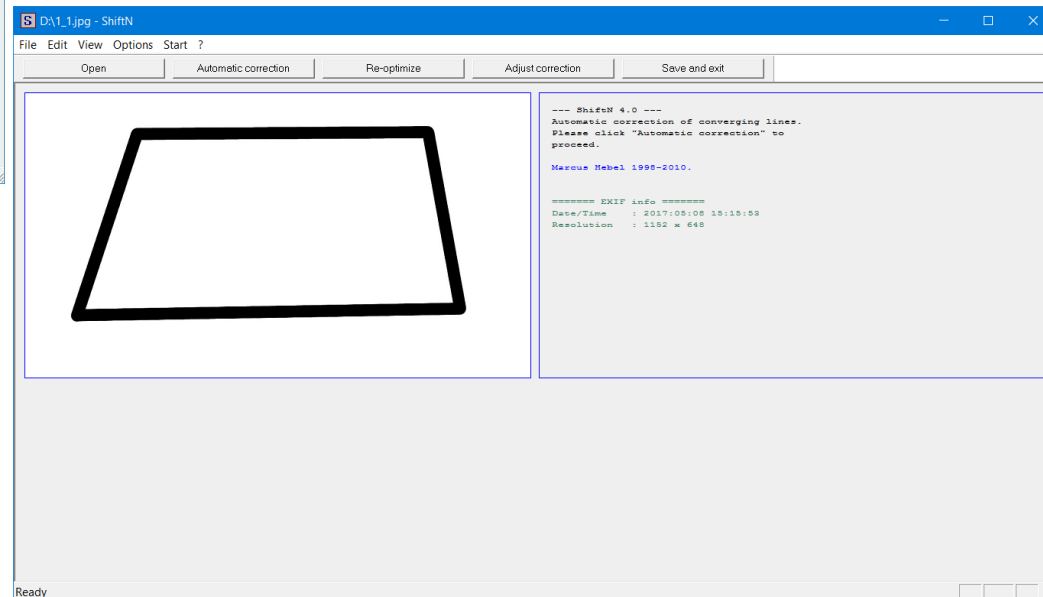 S D:\1_1.jpg - ShiftN
File Edit View Options Start ?
Open Automatic correction Re-optimize Adjust correction Save and exit
--- ShiftN 4.0 ---
Automatic correction of converging lines.
Please click "Automatic correction" to
proceed.
Marcus Hebel 1998-2010.
======= EXIF info =======
Date/Time : 2017:05:08 15:15:53
Resolution : 1152 x 648
Ready